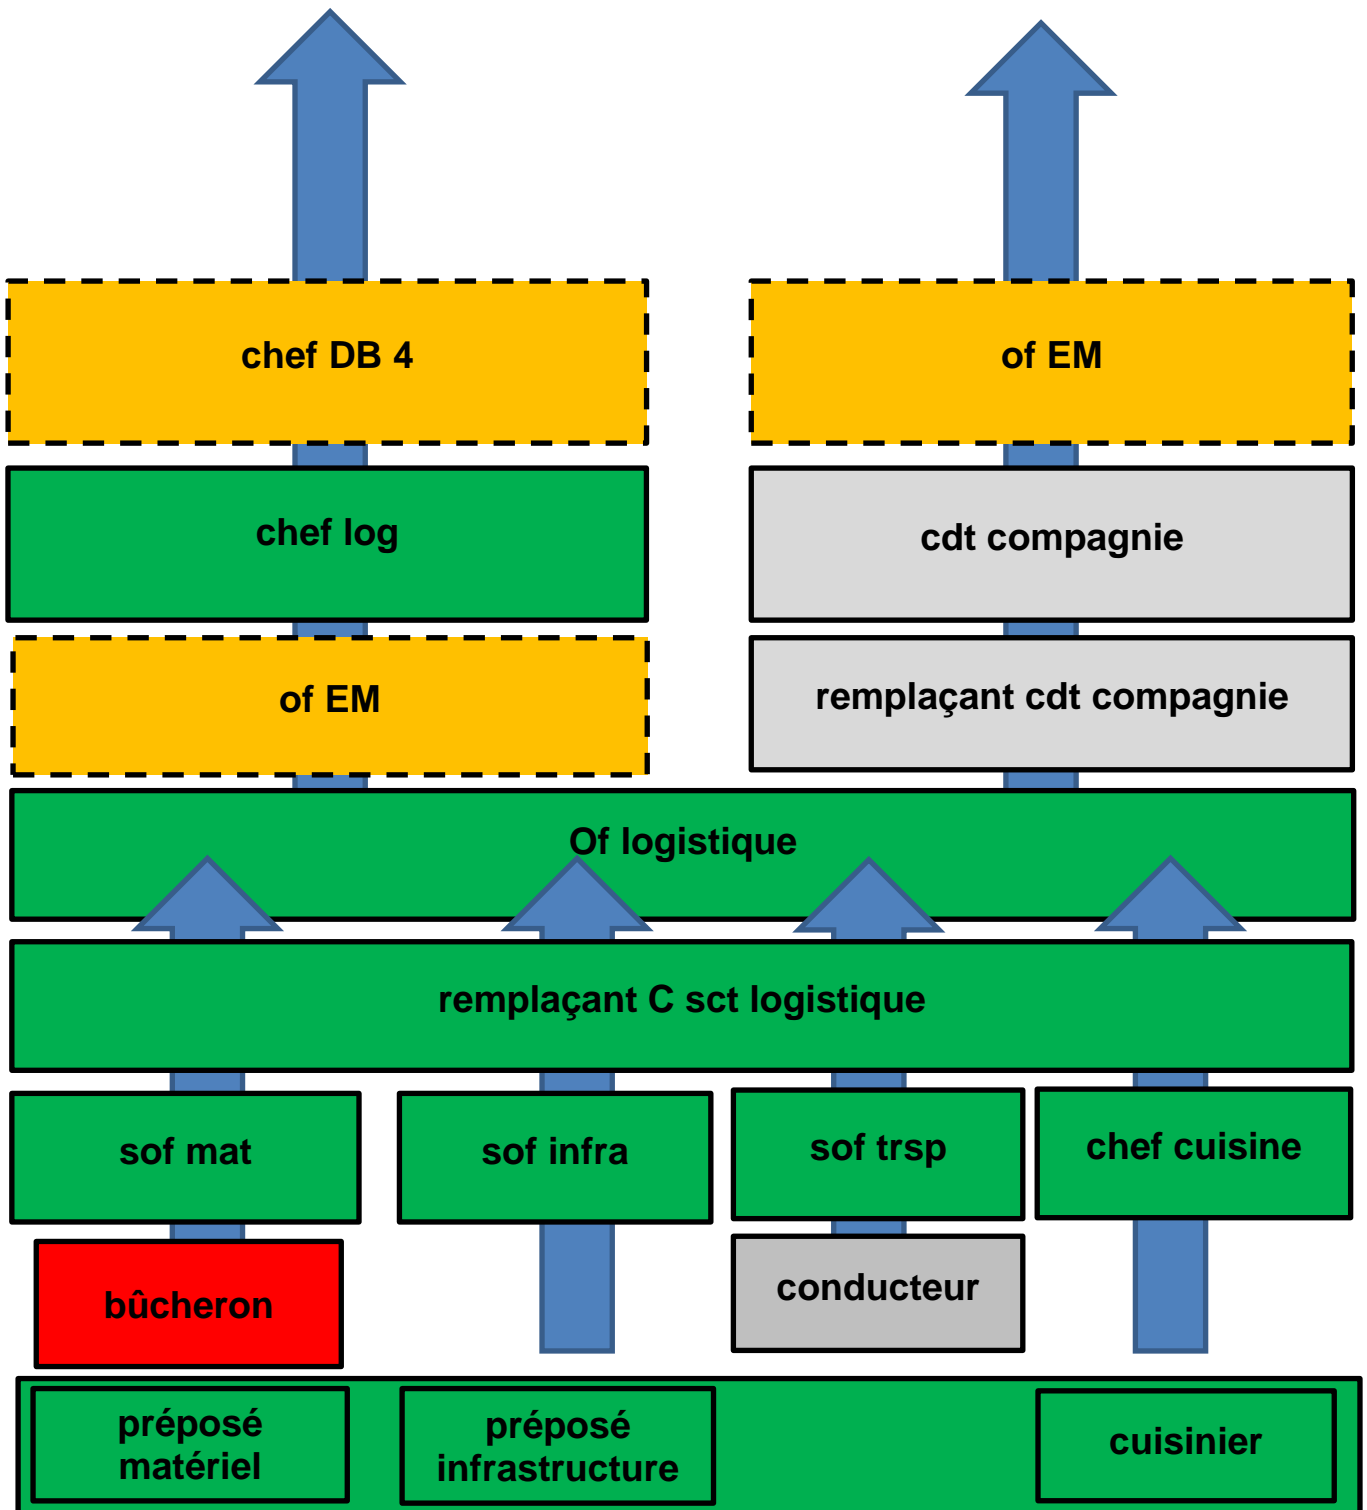 chef DB 4
of EM
chef log
cdt compagnie
of EM
remplaçant cdt compagnie
Of logistique
remplaçant C sct logistique
sof mat
sof infra
sof trsp
chef cuisine
bûcheron
conducteur
préposé
matériel
préposé
infrastructure
cuisinier